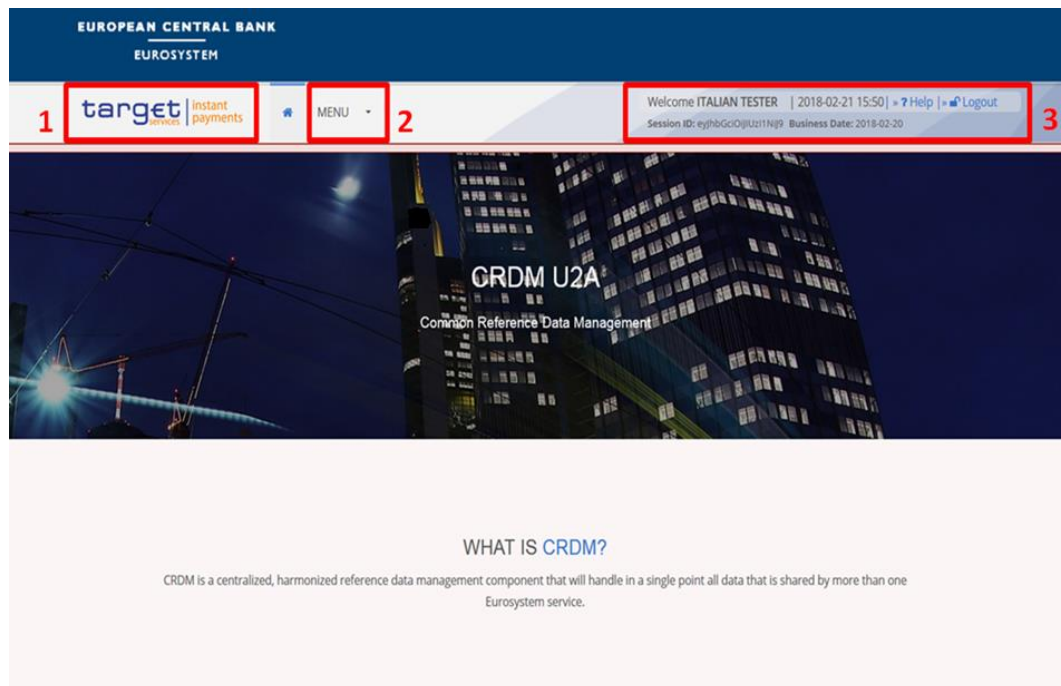 EUROPEAN CENTRAL BANK
EUROSYSTEM
1
target services | instant payments
MENU
2
Welcome ITALIAN TESTER | 2018-02-21 15:50| » ? Help |» Logout
Session ID: eyJhbGciOiJIUzI1NiJ9 Business Date: 2018-02-20
3
CRDM U2A
Common Reference Data Management
WHAT IS CRDM?
CRDM is a centralized, harmonized reference data management component that will handle in a single point all data that is shared by more than one
Eurosystem service.